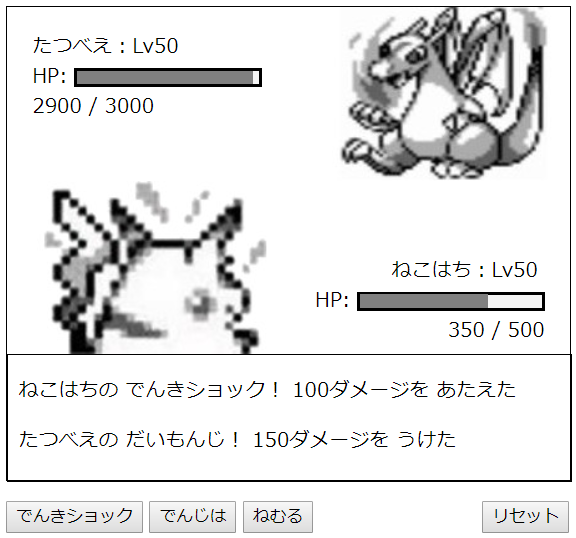 たつべえ：Lv50
HP:
2900 / 3000
ねこはち：Lv50
HP:
350 / 500
ねこはちの でんきショック！ 100ダメージを あたえた
たつべえの だいもんじ！ 150ダメージを うけた
でんきショック でんじは ねむる リセット